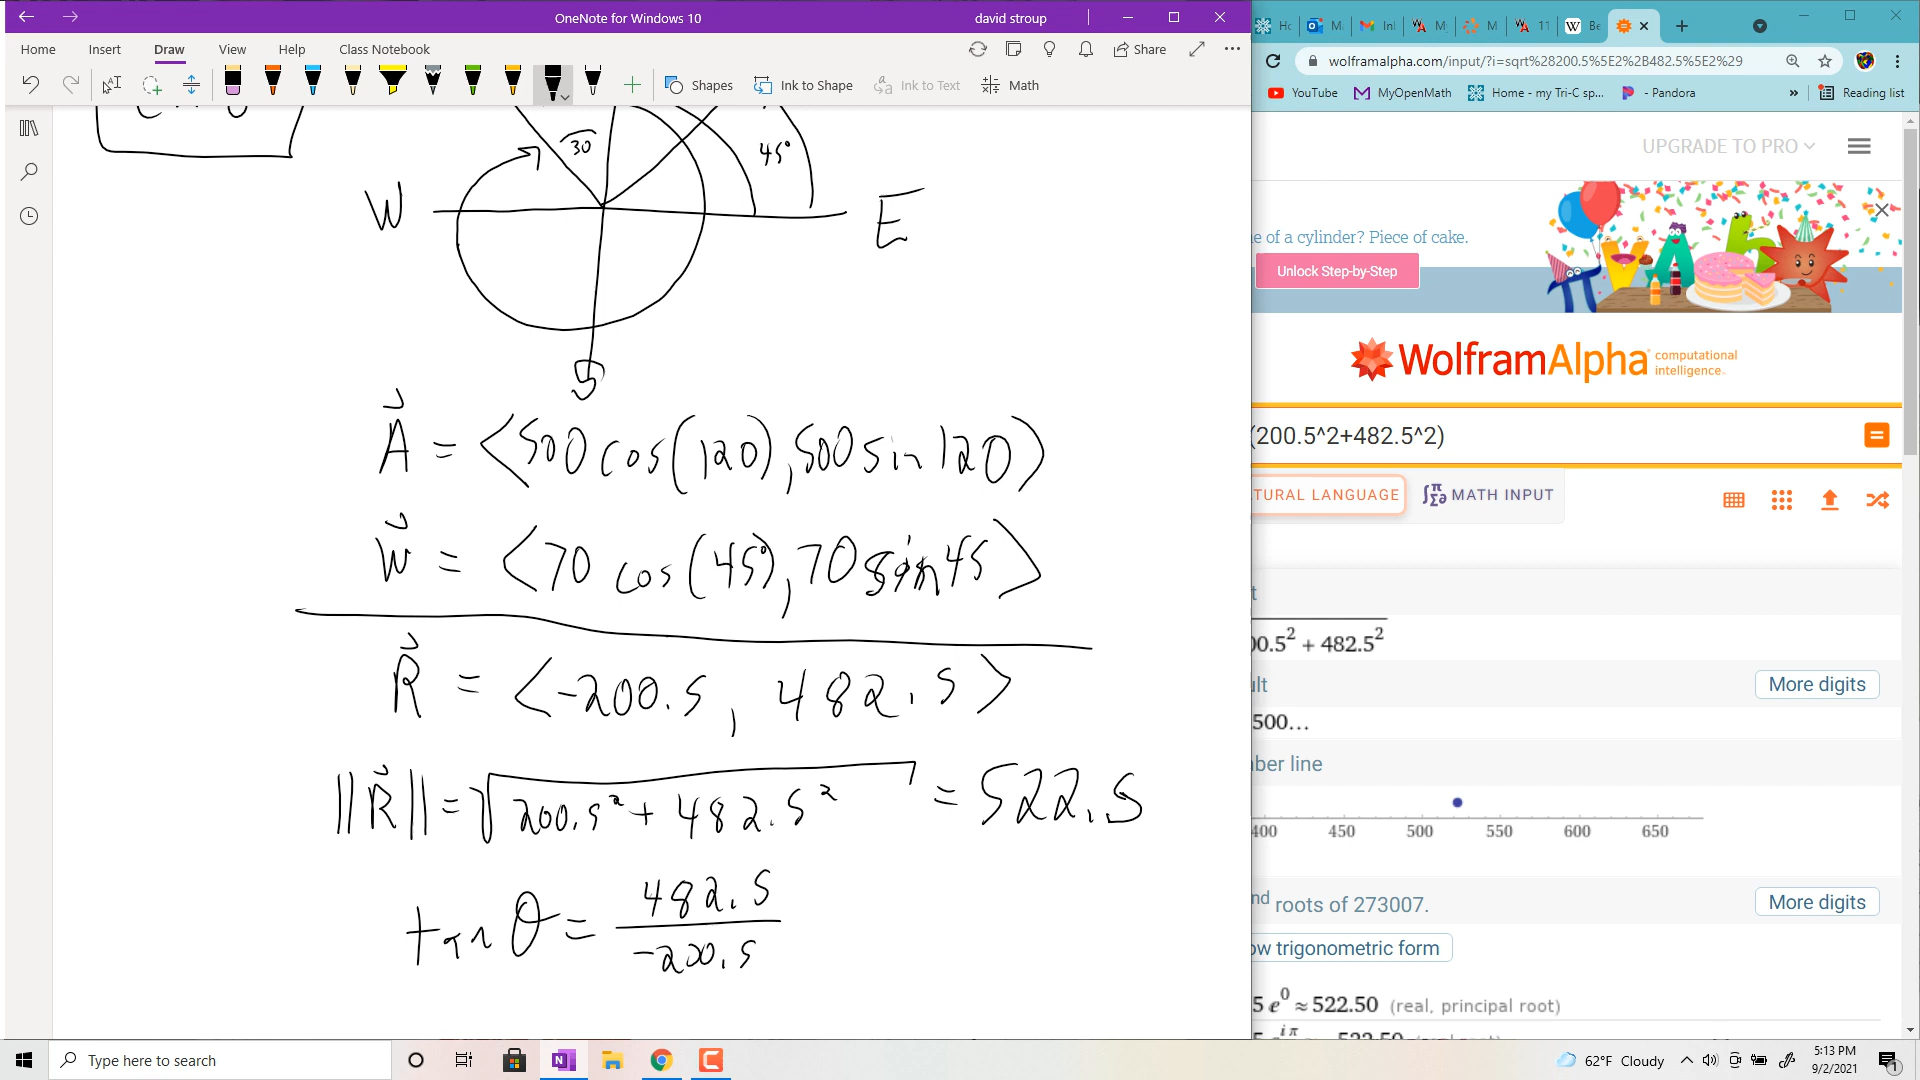 OneNote for Windows 10
david stroup
Home Insert Draw View Help Class Notebook
Share
Shapes Ink to Shape Ink to Text Math
30
45°
W
E
S
A = <500 cos(120), 500 sin 120>
W = <70 cos(45°), 70 sin 45>
R = <-200.5, 482.5>
||R|| = √200.5² + 482.5² = 522.5
tan θ = 482.5
-200.5
wolframalpha.com/input/?i=sqrt%28200.5%5E2%2B482.5%5E2%29
YouTube MyOpenMath Home - my Tri-C sp... - Pandora » Reading list
UPGRADE TO PRO
e of a cylinder? Piece of cake.
Unlock Step-by-Step
WolframAlpha computational
intelligence.
(200.5^2+482.5^2)
TURAL LANGUAGE MATH INPUT
t
00.5² + 482.5²
ult
More digits
500...
ber line
400 450 500 550 600 650
nd roots of 273007.
More digits
ow trigonometric form
5 e⁰ ≈ 522.50 (real, principal root)
Type here to search
62°F Cloudy
5:13 PM
9/2/2021